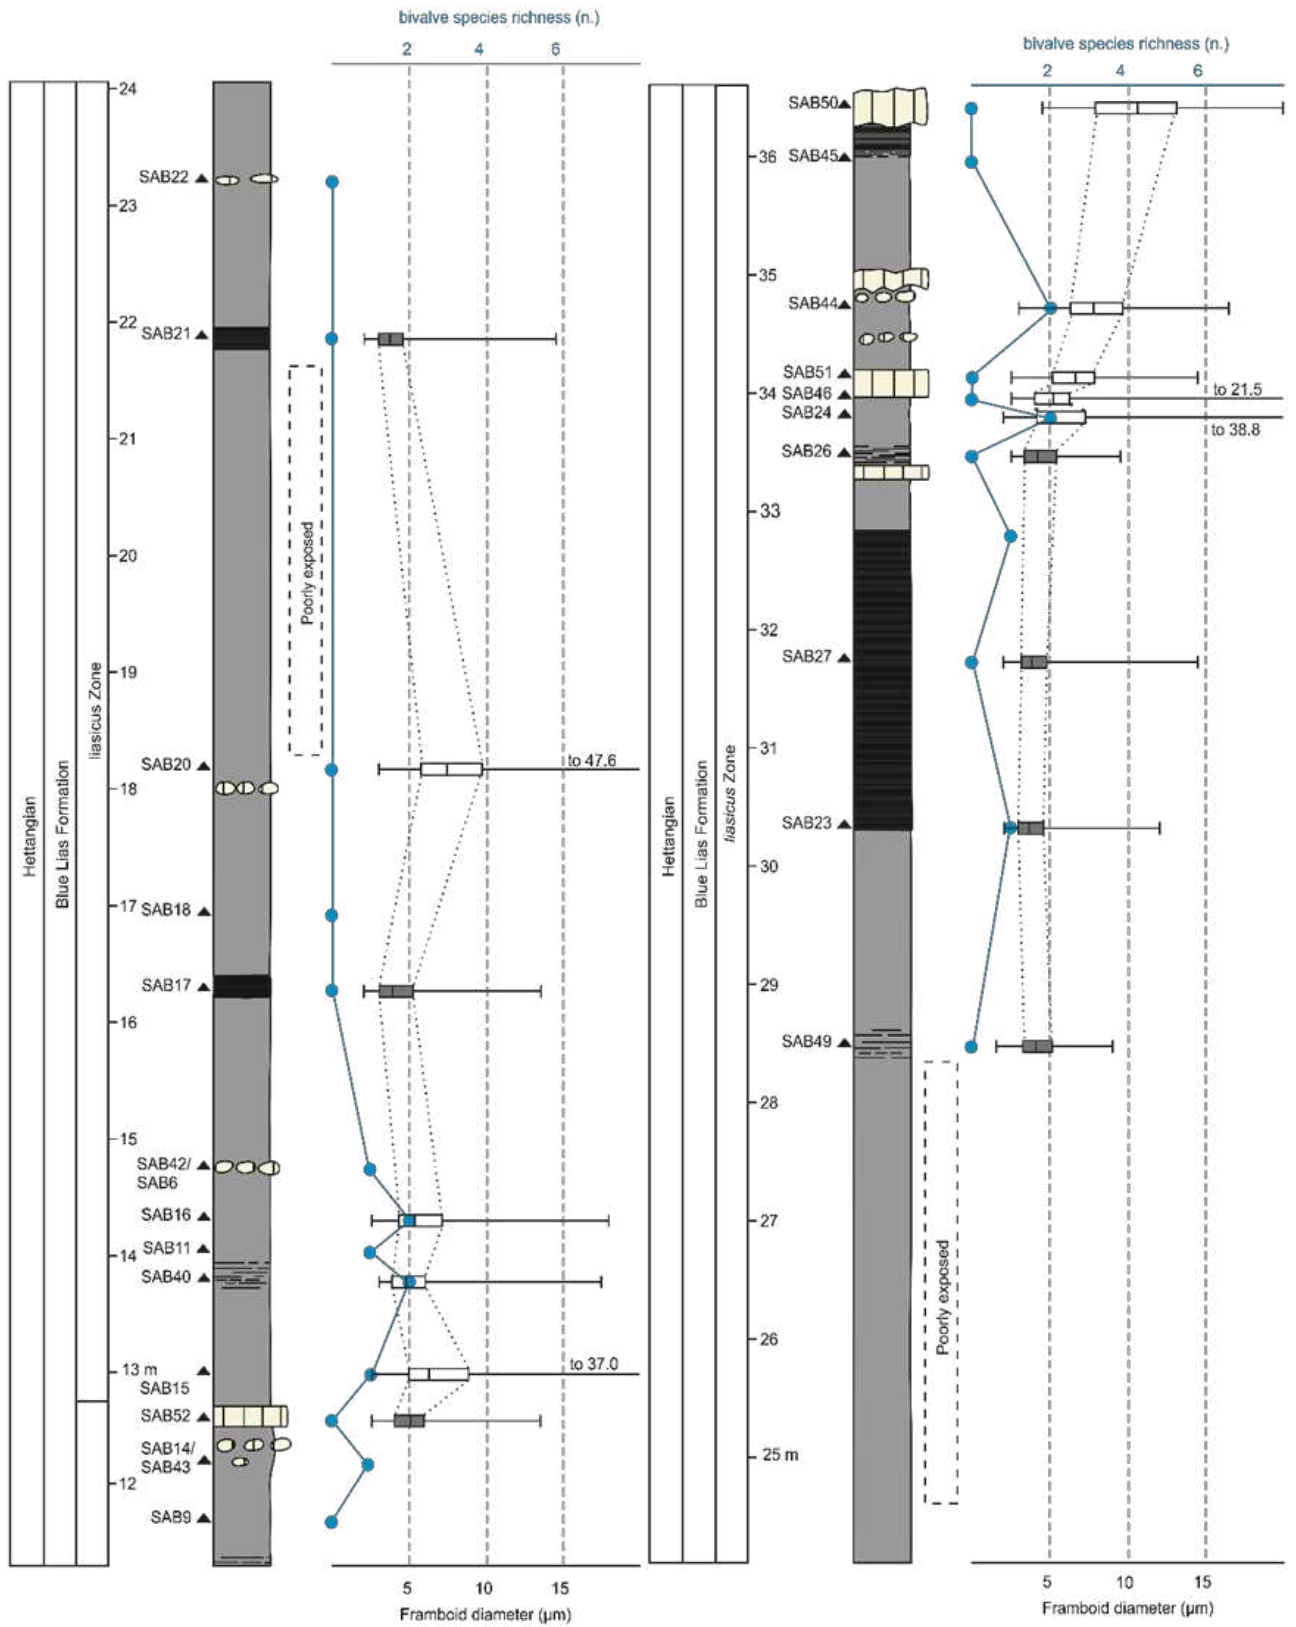 bivalve species richness (n.)
2 4 6
24
SAB22
23
22
SAB21
21
20
Poorly exposed
19
SAB20
to 47.6
18
17
SAB18
SAB17
16
15
SAB42/
SAB6
SAB16
SAB11
14
SAB40
13 m
to 37.0
SAB15
SAB52
SAB14/
SAB43
12
SAB9
Hettangian
Blue Lias Formation
liasicus Zone
5 10 15
Framboid diameter (μm)
bivalve species richness (n.)
2 4 6
SAB50
36
SAB45
35
SAB44
SAB51
34
SAB46
to 21.5
SAB24
to 38.8
SAB26
33
32
SAB27
31
SAB23
30
29
SAB49
28
27
Poorly exposed
26
25 m
Hettangian
Blue Lias Formation
liasicus Zone
5 10 15
Framboid diameter (μm)